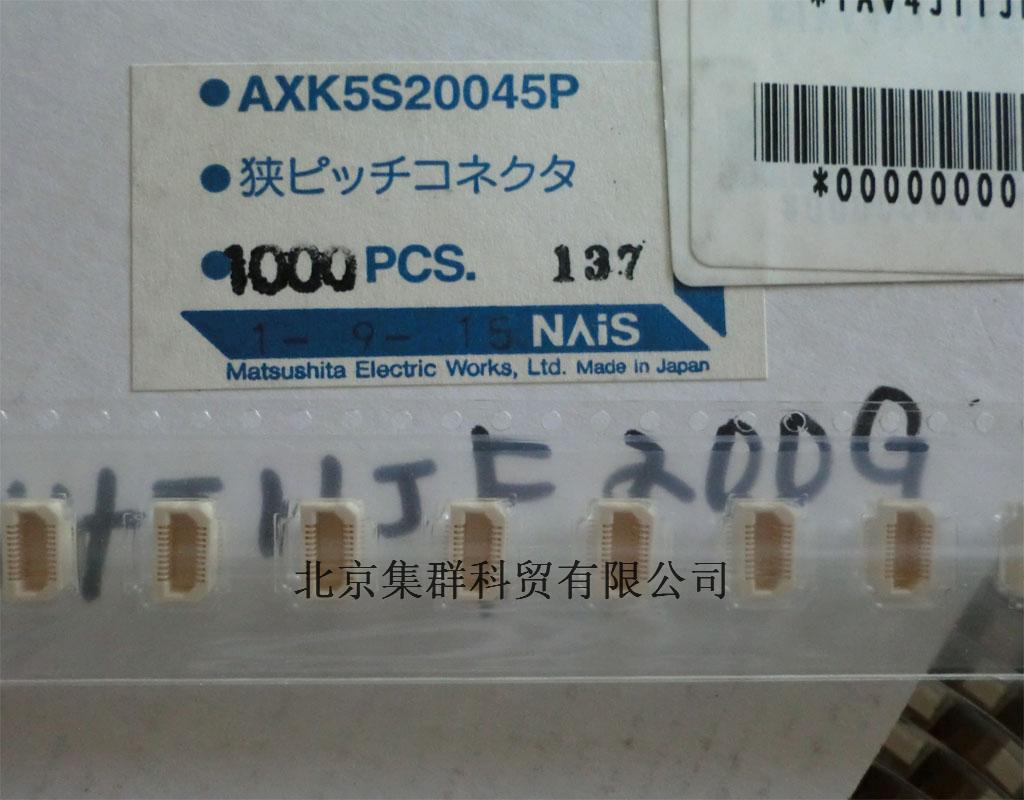 AXK5S20045P
狭ピッチコネクタ
1000 PCS. 137
1-9-15 NAiS
Matsushita Electric Works, Ltd. Made in Japan
*00000000
JF200G
北京集群科贸有限公司